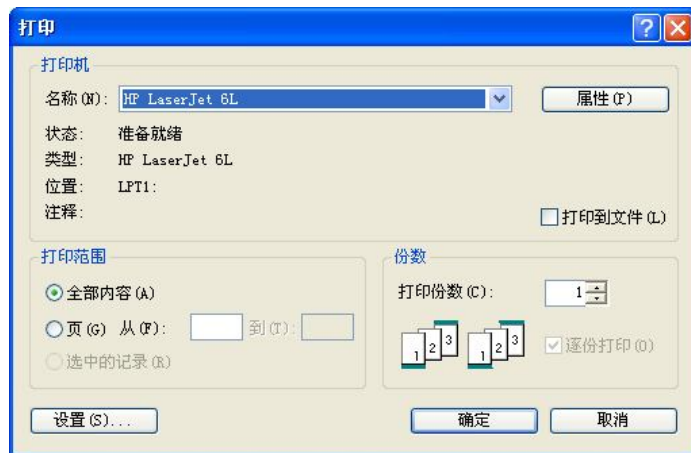 打印
打印机
名称(N): HP LaserJet 6L 属性(P)
状态: 准备就绪
类型: HP LaserJet 6L
位置: LPT1:
注释:
打印到文件(L)
打印范围
全部内容(A)
页(G) 从(F): 到(T):
选中的记录(R)
份数
打印份数(C): 1
1 2 3 1 2 3
逐份打印(O)
设置(S)... 确定 取消